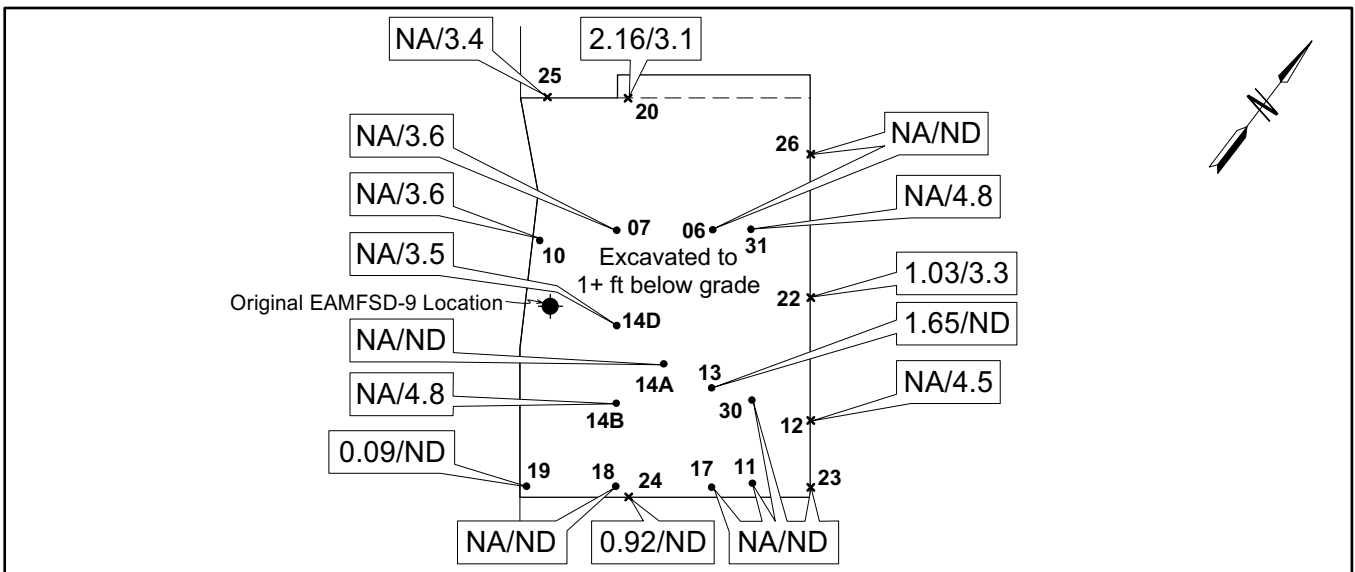 NA/3.4
2.16/3.1
25
20
26
NA/ND
NA/3.6
NA/3.6
NA/4.8
07
06
31
10
Excavated to
1+ ft below grade
NA/3.5
22
1.03/3.3
Original EAMFSD-9 Location
14D
1.65/ND
NA/ND
14A
13
NA/4.5
NA/4.8
14B
30
12
0.09/ND
19
18
24
17
11
23
NA/ND
0.92/ND
NA/ND
N